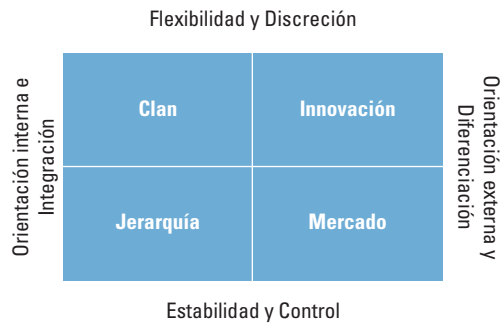 Flexibilidad y Discreción
Orientación interna e
Integración
Clan
Innovación
Jerarquía
Mercado
Orientación externa y
Diferenciación
Estabilidad y Control